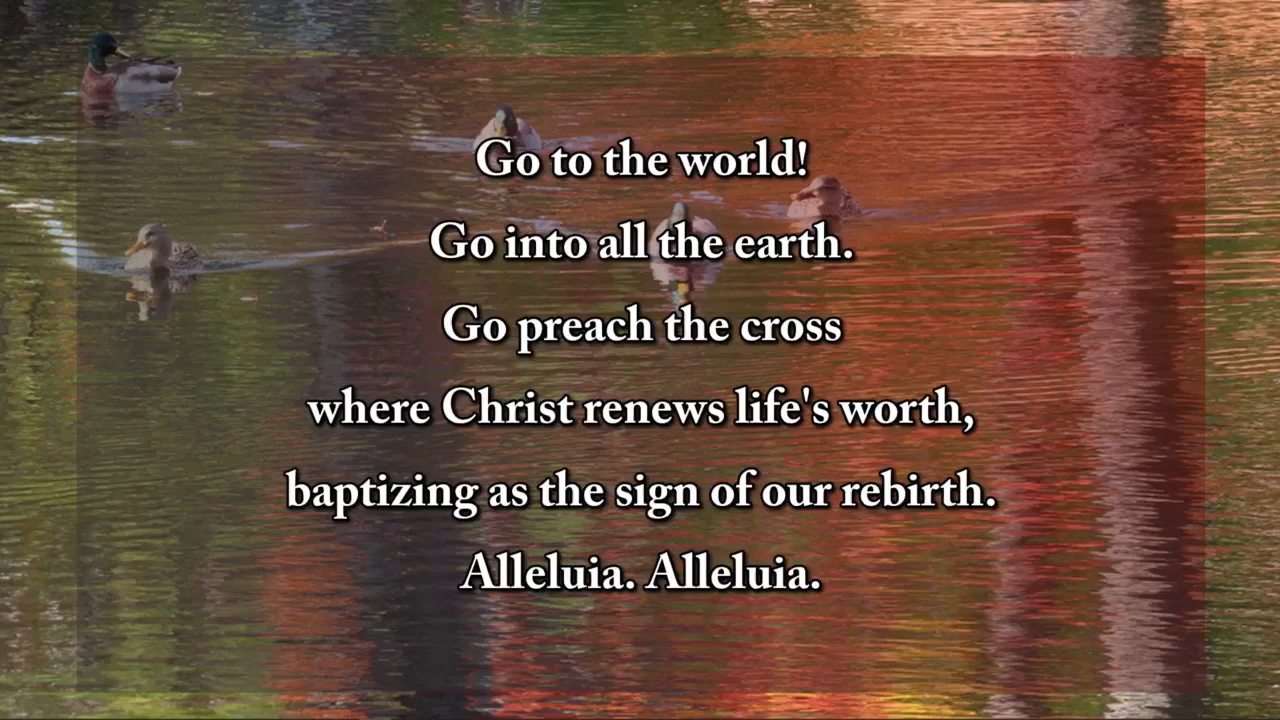 Go to the world!
Go into all the earth.
Go preach the cross
where Christ renews life's worth,
baptizing as the sign of our rebirth.
Alleluia. Alleluia.